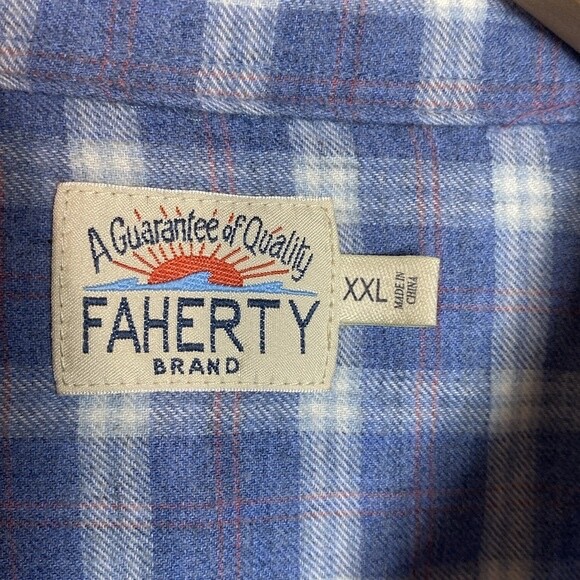 A Guarantee of Quality
FAHERTY
BRAND
XXL
MADE IN
CHINA